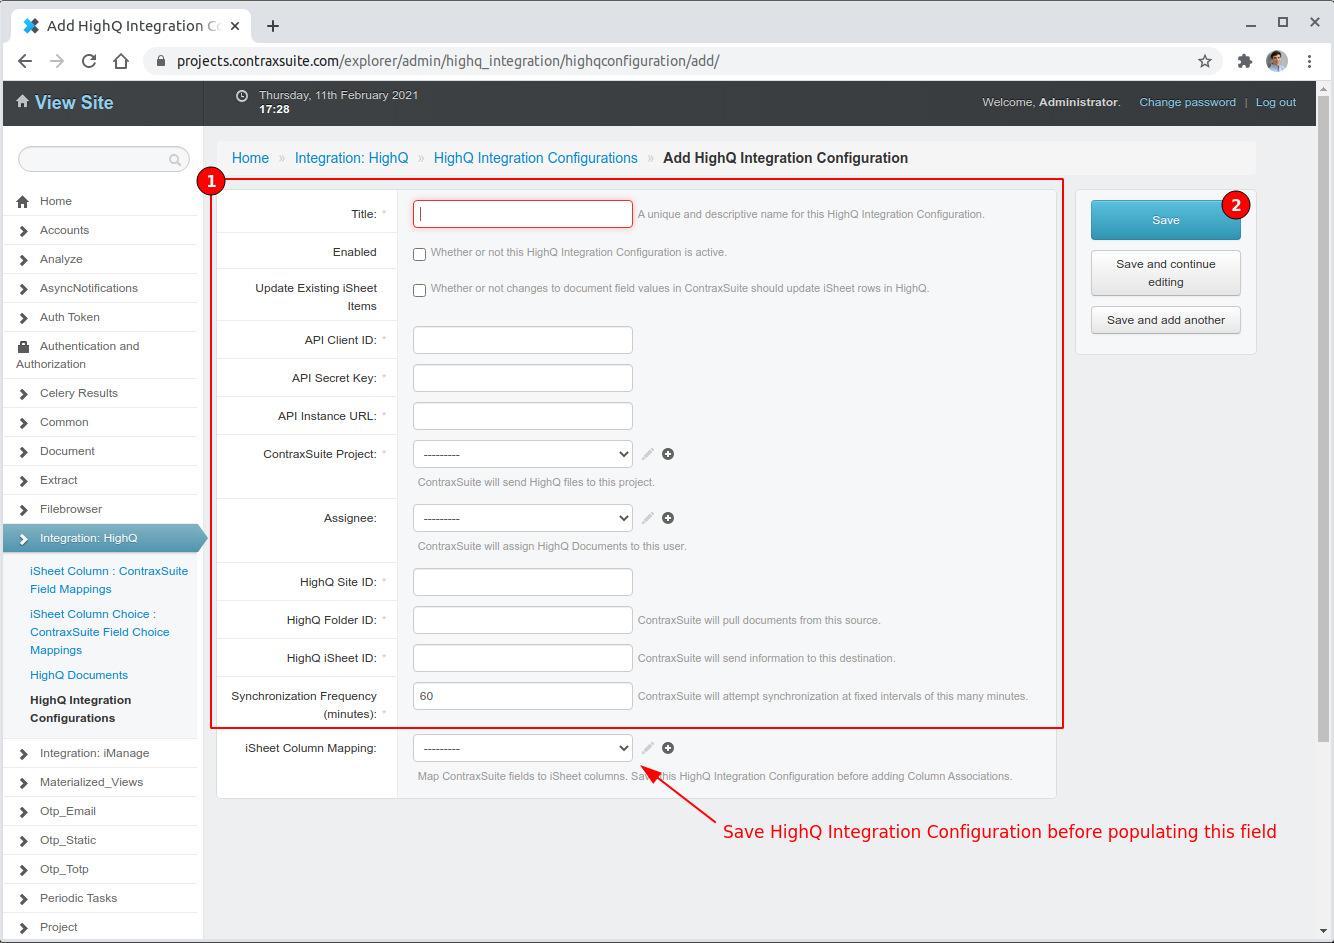 Add HighQ Integration Co
projects.contraxsuite.com/explorer/admin/highq_integration/highqconfiguration/add/
View Site
Thursday, 11th February 2021
17:28
Welcome, Administrator.
Change password | Log out
Home
Accounts
Analyze
AsyncNotifications
Auth Token
Authentication and
Authorization
Celery Results
Common
Document
Extract
Filebrowser
Integration: HighQ
iSheet Column : ContraxSuite
Field Mappings
iSheet Column Choice :
ContraxSuite Field Choice
Mappings
HighQ Documents
HighQ Integration
Configurations
Integration: iManage
Materialized_Views
Otp_Email
Otp_Static
Otp_Totp
Periodic Tasks
Project
Home » Integration: HighQ » HighQ Integration Configurations » Add HighQ Integration Configuration
1
Title: *
A unique and descriptive name for this HighQ Integration Configuration.
Enabled
Whether or not this HighQ Integration Configuration is active.
Update Existing iSheet
Items
Whether or not changes to document field values in ContraxSuite should update iSheet rows in HighQ.
API Client ID: *
API Secret Key: *
API Instance URL: *
ContraxSuite Project: *
---------
ContraxSuite will send HighQ files to this project.
Assignee:
---------
ContraxSuite will assign HighQ Documents to this user.
HighQ Site ID: *
HighQ Folder ID: *
ContraxSuite will pull documents from this source.
HighQ iSheet ID: *
ContraxSuite will send information to this destination.
Synchronization Frequency
(minutes): *
60
ContraxSuite will attempt synchronization at fixed intervals of this many minutes.
iSheet Column Mapping:
---------
Map ContraxSuite fields to iSheet columns. Save this HighQ Integration Configuration before adding Column Associations.
Save HighQ Integration Configuration before populating this field
2
Save
Save and continue
editing
Save and add another